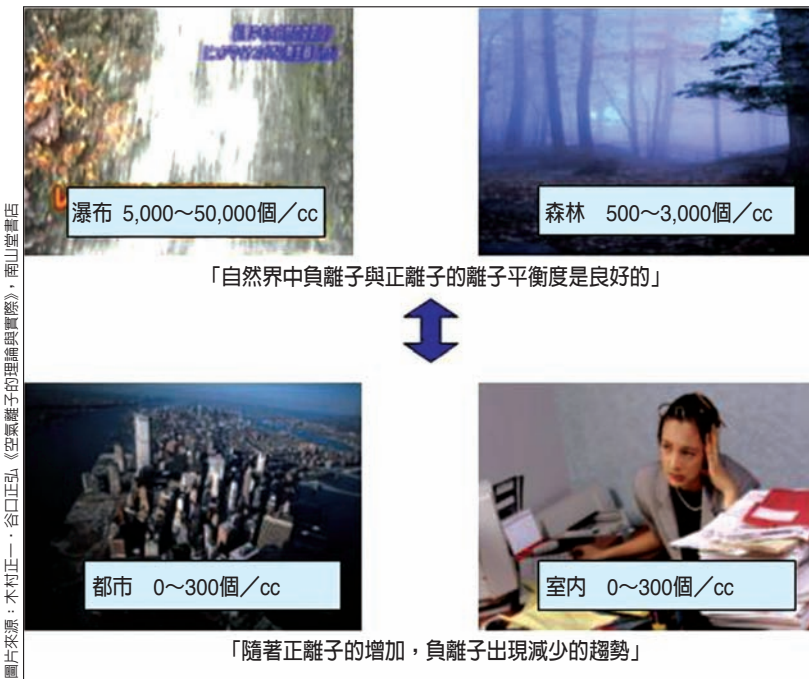 瀑布 5,000～50,000個／cc
森林 500～3,000個／cc
「自然界中負離子與正離子的離子平衡度是良好的」
都市 0～300個／cc
室內 0～300個／cc
「隨著正離子的增加，負離子出現減少的趨勢」
圖片來源：木村正一．谷口正弘《空氣離子的理論與實際》，南山堂書店